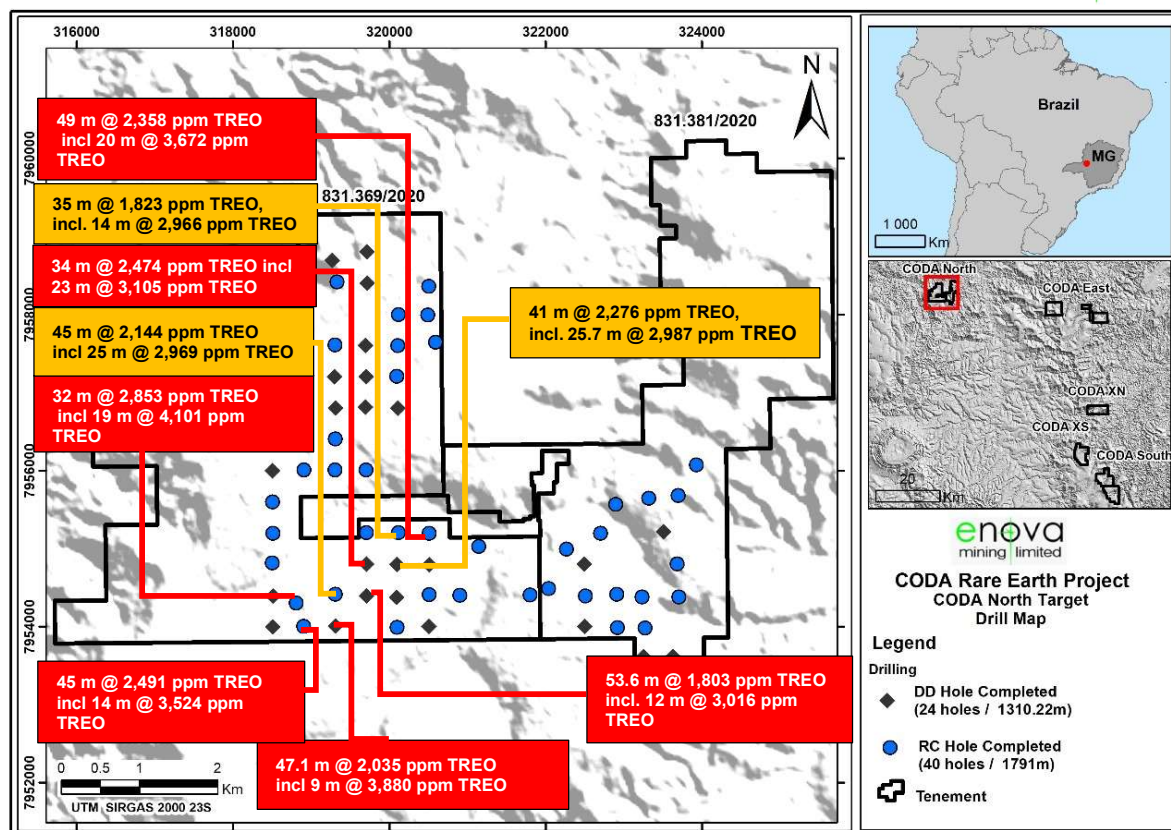 316000
318000
320000
322000
324000
7960000
7958000
7956000
7954000
7952000
N
831.381/2020
831.369/2020
49 m @ 2,358 ppm TREO
incl 20 m @ 3,672 ppm
TREO
35 m @ 1,823 ppm TREO,
incl. 14 m @ 2,966 ppm
TREO
34 m @ 2,474 ppm TREO incl
23 m @ 3,105 ppm TREO
45 m @ 2,144 ppm TREO
incl 25 m @ 2,969 ppm TREO
32 m @ 2,853 ppm TREO
incl 19 m @ 4,101 ppm
TREO
41 m @ 2,276 ppm TREO,
incl. 25.7 m @ 2,987 ppm TREO
45 m @ 2,491 ppm TREO
incl 14 m @ 3,524 ppm
TREO
53.6 m @ 1,803 ppm TREO
incl. 12 m @ 3,016 ppm
TREO
47.1 m @ 2,035 ppm TREO
incl 9 m @ 3,880 ppm
TREO
0 0.5 1 2
Km
UTM SIRGAS 2000 23S
Brazil
MG
1 000
Km
CODA North
CODA East
CODA XN
CODA XS
CODA South
20
Km
enova
mining limited
CODA Rare Earth Project
CODA North Target
Drill Map
Legend
Drilling
DD Hole Completed
(24 holes / 1310.22m)
RC Hole Completed
(40 holes / 1791m)
Tenement